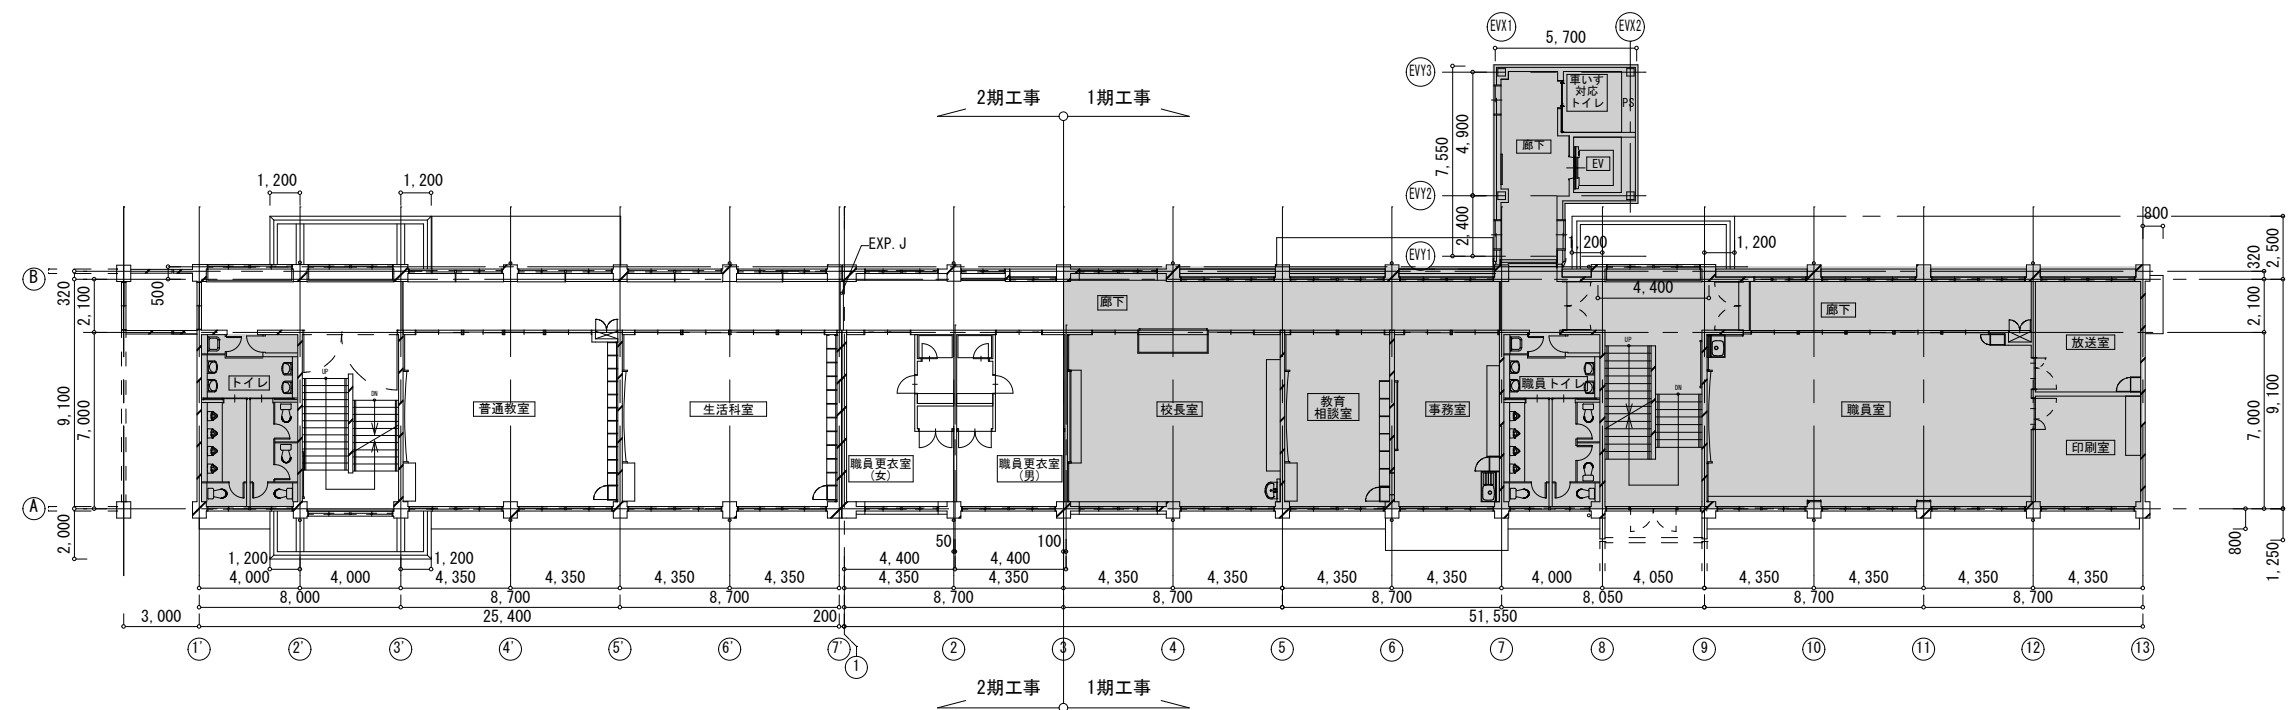 EVX1 EVX2
5,700
EVY3
車いす
対応
トイレ
PS
2期工事 1期工事
4,900
7,550
廊下
EV
1,200 1,200
EVY2
2,400
800
EXP.J
1,200 1,200
EVY1
320
2,500
B
500
320
2,100
4,400
廊下
廊下
2,100
放送室
トイレ
UP
DN
普通教室
生活科室
校長室
教育
相談室
事務室
職員トイレ
UP
DN
職員室
9,100
7,000
7,000
9,100
職員更衣室
(女)
職員更衣室
(男)
印刷室
A
2,000
50 100
800
1,250
1,200 1,200
4,400 4,400
4,000 4,000 4,350 4,350 4,350 4,350 4,350 4,350 4,350 4,350 4,350 4,350 4,000 4,050 4,350 4,350 4,350 4,350
8,000 8,700 8,700 8,700 8,700 8,700 8,050 8,700 8,700
3,000 25,400 200 51,550
1' 2' 3' 4' 5' 6' 7' 1 2 3 4 5 6 7 8 9 10 11 12 13
2期工事 1期工事